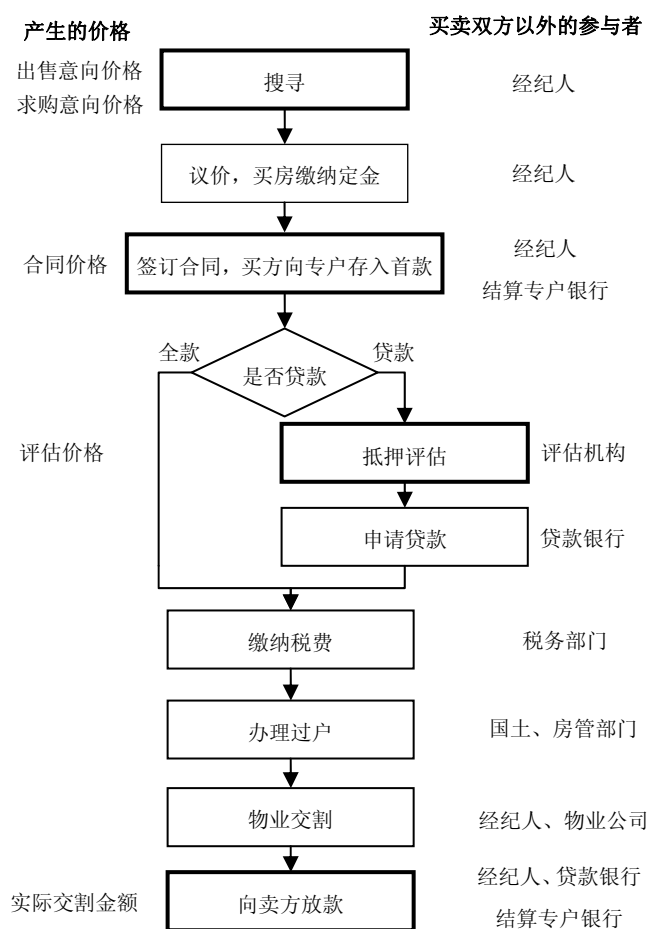 产生的价格
买卖双方以外的参与者
出售意向价格
求购意向价格
搜寻
经纪人
议价，买房缴纳定金
经纪人
合同价格
签订合同，买方向专户存入首款
经纪人
结算专户银行
全款
是否贷款
贷款
评估价格
抵押评估
评估机构
申请贷款
贷款银行
缴纳税费
税务部门
办理过户
国土、房管部门
物业交割
经纪人、物业公司
实际交割金额
向卖方放款
经纪人、贷款银行
结算专户银行